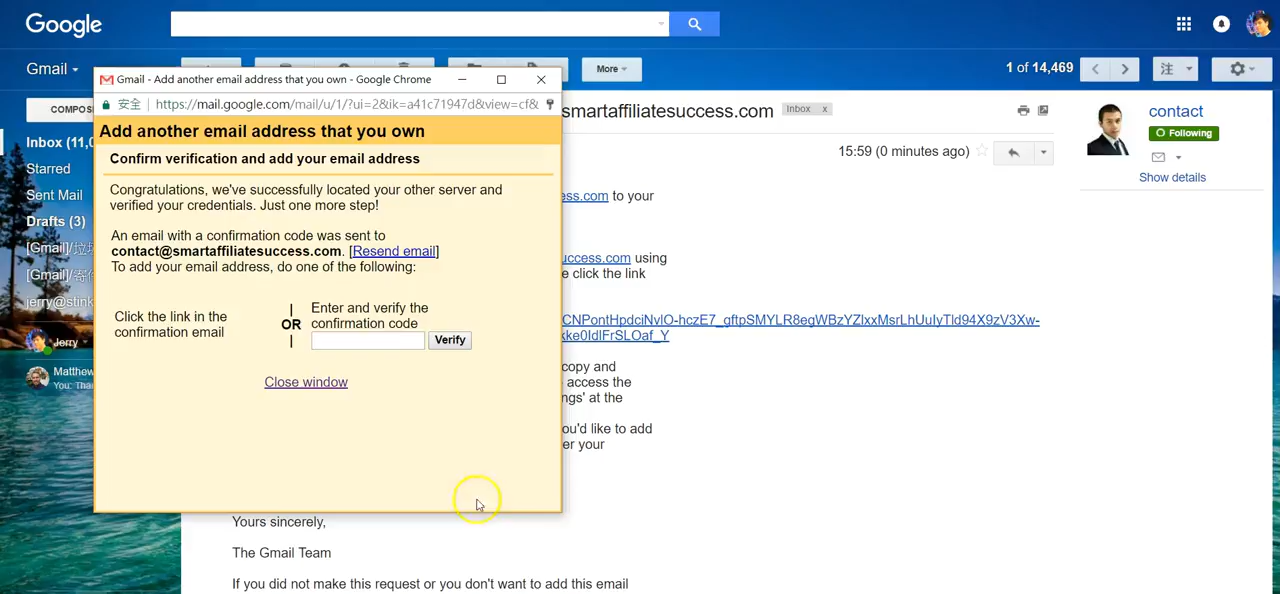 Google
Gmail
More
1 of 14,469
注
COMPOS
Inbox (11,0
Starred
Sent Mail
Drafts (3)
[Gmail]/垃圾
[Gmail]/寄
jerry@stink
Jerry
Matthew
You: Tha
Gmail - Add another email address that you own - Google Chrome
安全 | https://mail.google.com/mail/u/1/?ui=2&ik=a41c71947d&view=cf&
Add another email address that you own
Confirm verification and add your email address
Congratulations, we've successfully located your other server and
verified your credentials. Just one more step!
An email with a confirmation code was sent to
contact@smartaffiliatesuccess.com. [Resend email]
To add your email address, do one of the following:
Click the link in the
confirmation email
OR
Enter and verify the
confirmation code
Verify
Close window
smartaffiliatesuccess.com Inbox x
15:59 (0 minutes ago)
ess.com to your
uccess.com using
e click the link
CNPontHpdciNvlO-hczE7_gftpSMYLR8egWBzYZlxxMsrLhUuIyTld94X9zV3Xw-
kke0IdlFrSLOaf_Y
copy and
access the
ngs' at the
ou'd like to add
er your
Yours sincerely,
The Gmail Team
If you did not make this request or you don't want to add this email
contact
Following
Show details